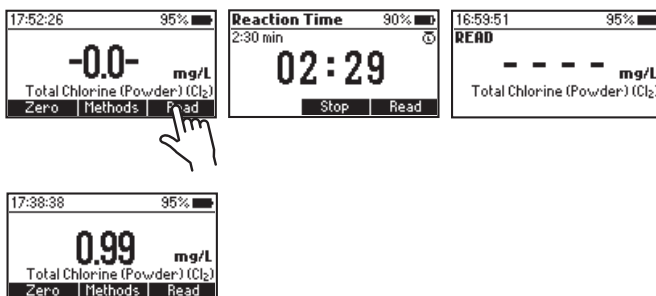 17:52:26 95%
-0.0- mg/L
Total Chlorine (Powder) (Cl₂)
Zero Methods Read
Reaction Time 90%
2:30 min
02:29
Stop Read
16:59:51 95%
READ
- - - - mg/L
Total Chlorine (Powder) (Cl₂)
17:38:38 95%
0.99 mg/L
Total Chlorine (Powder) (Cl₂)
Zero Methods Read